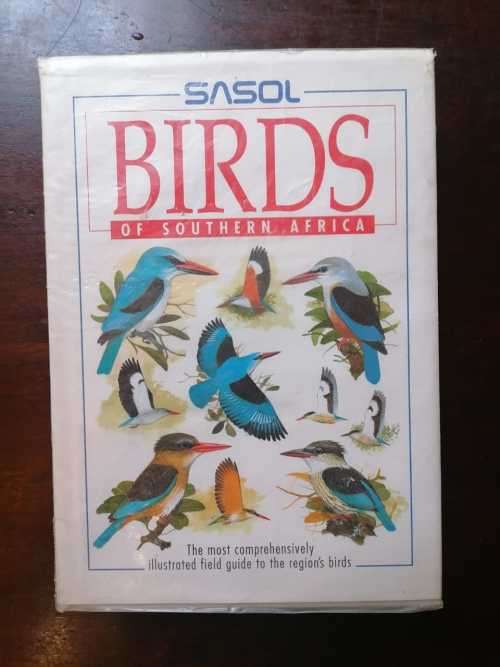 SASOL
BIRDS
OF SOUTHERN AFRICA
The most comprehensively
illustrated field guide to the region's birds